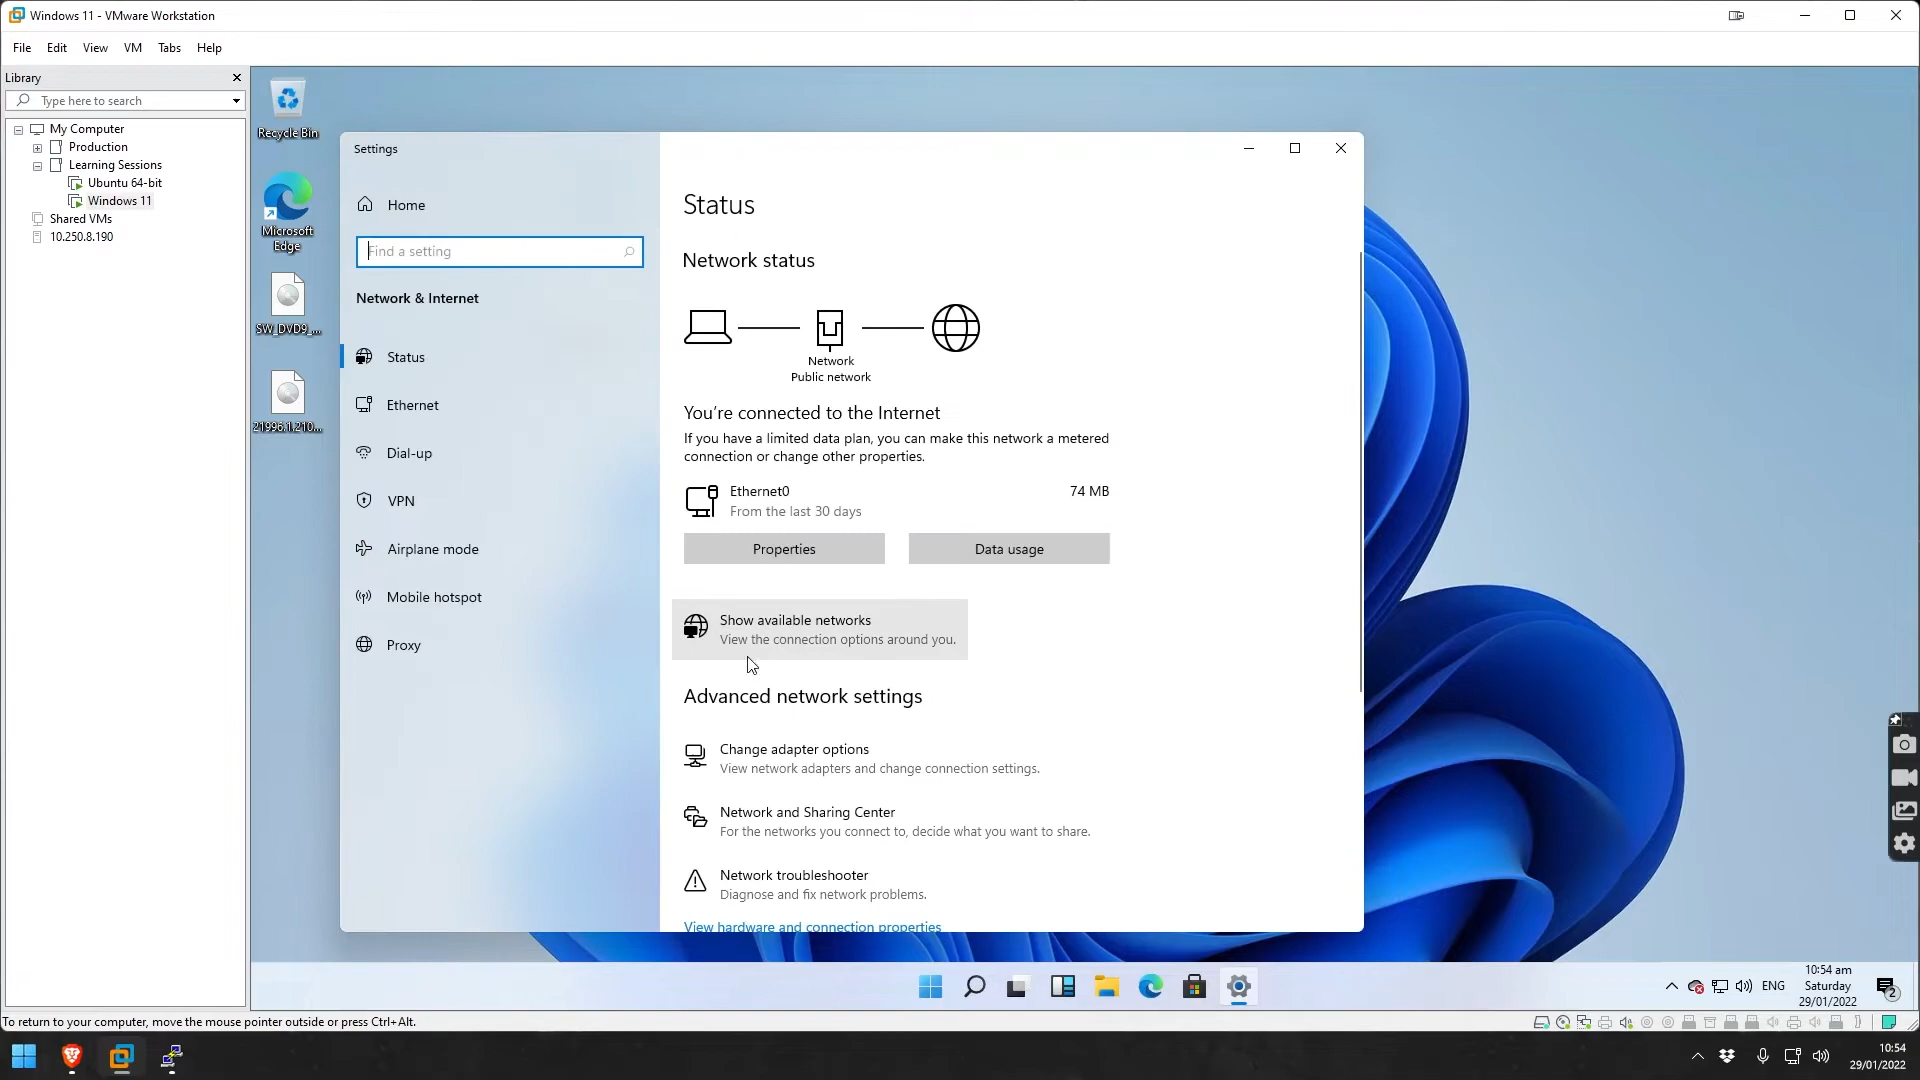 Windows 11 - VMware Workstation
File Edit View VM Tabs Help
Library
Type here to search
My Computer
Production
Learning Sessions
Ubuntu 64-bit
Windows 11
Shared VMs
10.250.8.190
Recycle Bin
Microsoft
Edge
SW_DVD9_...
21996.1.210...
Settings
Home
Find a setting
Network & Internet
Status
Ethernet
Dial-up
VPN
Airplane mode
Mobile hotspot
Proxy
Status
Network status
Network
Public network
You're connected to the Internet
If you have a limited data plan, you can make this network a metered
connection or change other properties.
Ethernet0 74 MB
From the last 30 days
Properties Data usage
Show available networks
View the connection options around you.
Advanced network settings
Change adapter options
View network adapters and change connection settings.
Network and Sharing Center
For the networks you connect to, decide what you want to share.
Network troubleshooter
Diagnose and fix network problems.
View hardware and connection properties
ENG
10:54 am
Saturday
29/01/2022
2
To return to your computer, move the mouse pointer outside or press Ctrl+Alt.
10:54
29/01/2022